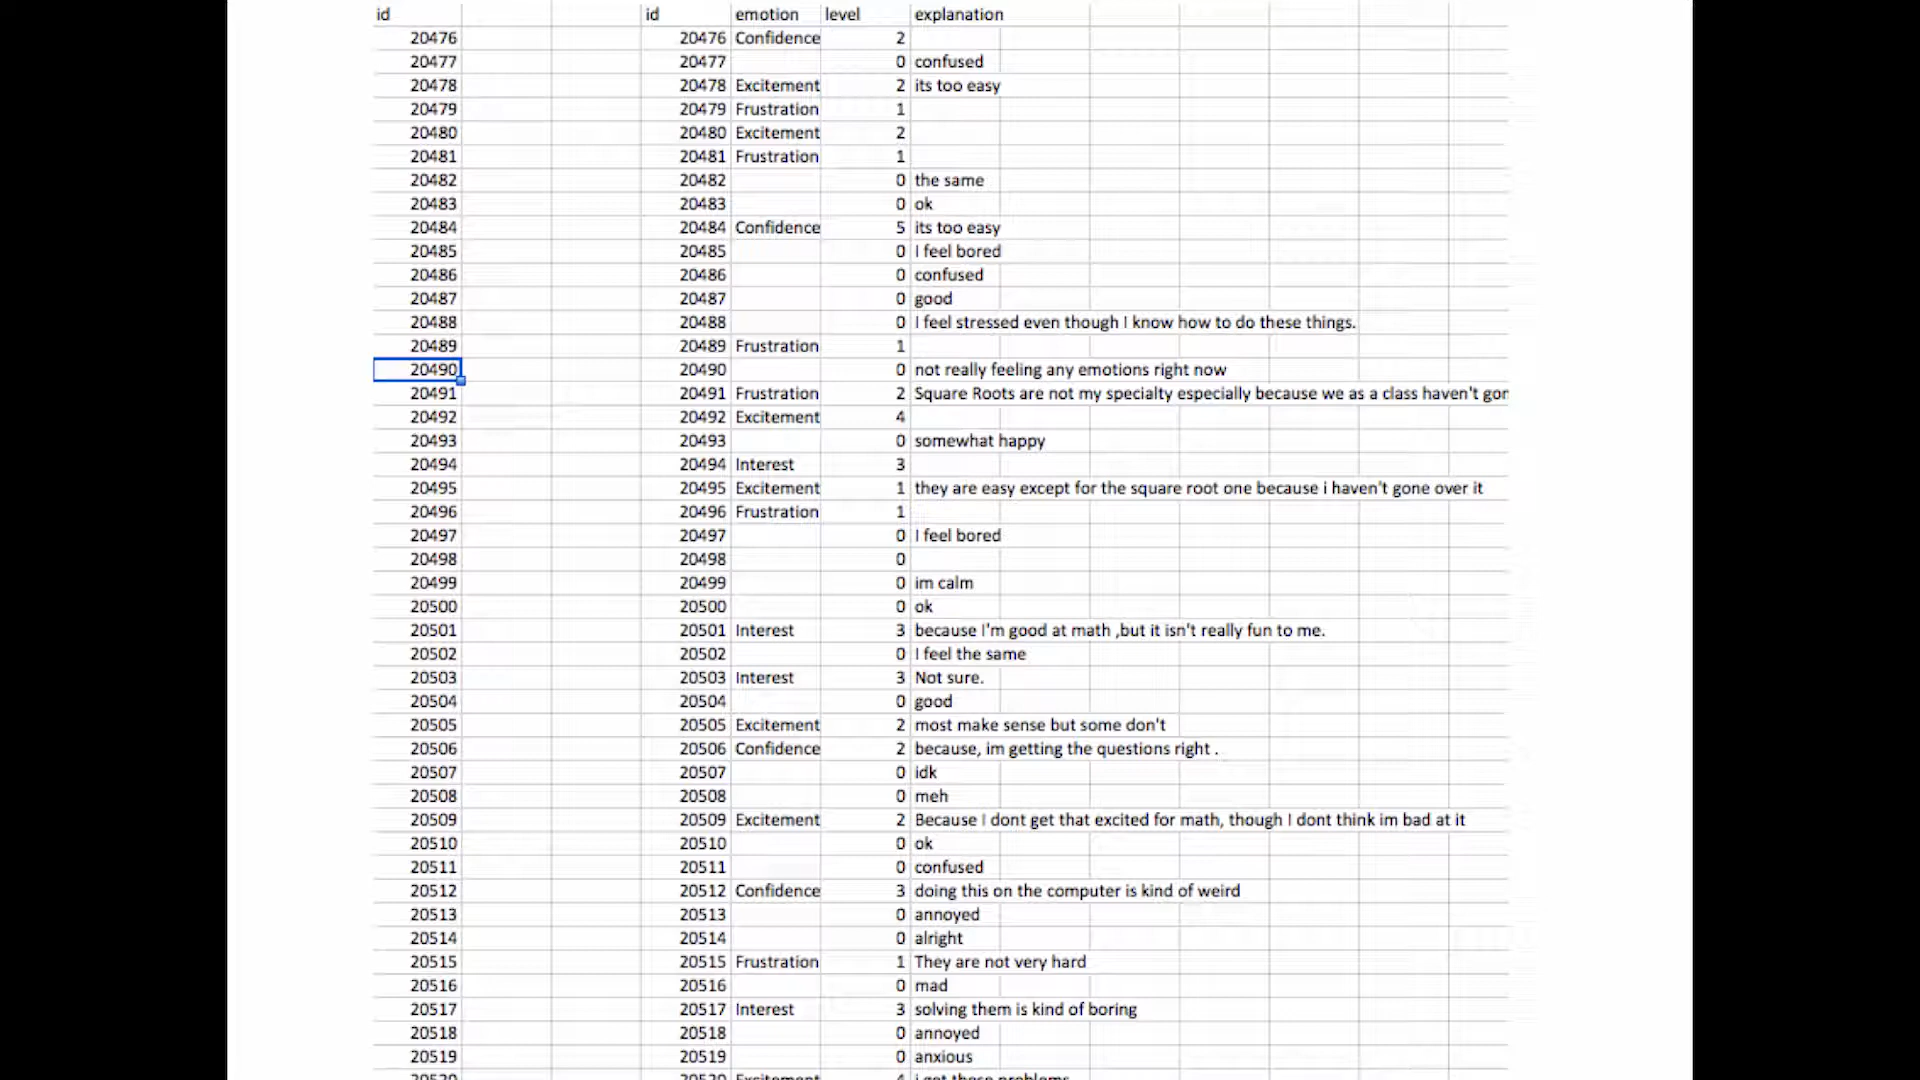 id id emotion level explanation
20476 20476 Confidence 2
20477 20477 0 confused
20478 20478 Excitement 2 its too easy
20479 20479 Frustration 1
20480 20480 Excitement 2
20481 20481 Frustration 1
20482 20482 0 the same
20483 20483 0 ok
20484 20484 Confidence 5 its too easy
20485 20485 0 I feel bored
20486 20486 0 confused
20487 20487 0 good
20488 20488 0 I feel stressed even though I know how to do these things.
20489 20489 Frustration 1
20490 20490 0 not really feeling any emotions right now
20491 20491 Frustration 2 Square Roots are not my specialty especially because we as a class haven't gon
20492 20492 Excitement 4
20493 20493 0 somewhat happy
20494 20494 Interest 3
20495 20495 Excitement 1 they are easy except for the square root one because i haven't gone over it
20496 20496 Frustration 1
20497 20497 0 I feel bored
20498 20498 0
20499 20499 0 im calm
20500 20500 0 ok
20501 20501 Interest 3 because I'm good at math ,but it isn't really fun to me.
20502 20502 0 I feel the same
20503 20503 Interest 3 Not sure.
20504 20504 0 good
20505 20505 Excitement 2 most make sense but some don't
20506 20506 Confidence 2 because, im getting the questions right .
20507 20507 0 idk
20508 20508 0 meh
20509 20509 Excitement 2 Because I dont get that excited for math, though I dont think im bad at it
20510 20510 0 ok
20511 20511 0 confused
20512 20512 Confidence 3 doing this on the computer is kind of weird
20513 20513 0 annoyed
20514 20514 0 alright
20515 20515 Frustration 1 They are not very hard
20516 20516 0 mad
20517 20517 Interest 3 solving them is kind of boring
20518 20518 0 annoyed
20519 20519 0 anxious
20520 20520 Excitement 4 i get these problems